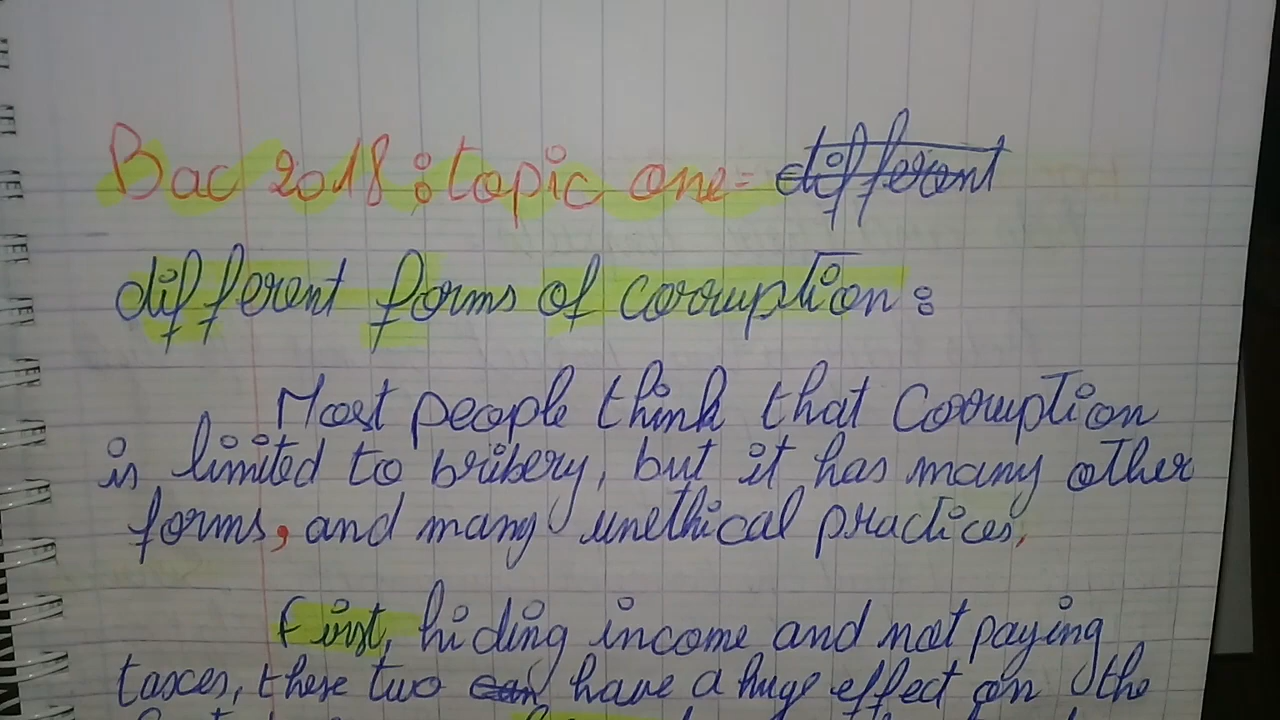 Bac 2018 : topic one = different
different forms of corruption :
Most people think that Corruption
is limited to bribery, but it has many other
forms, and many unethical practices,
First, hiding income and not paying
taxes, these two can have a huge effect on the